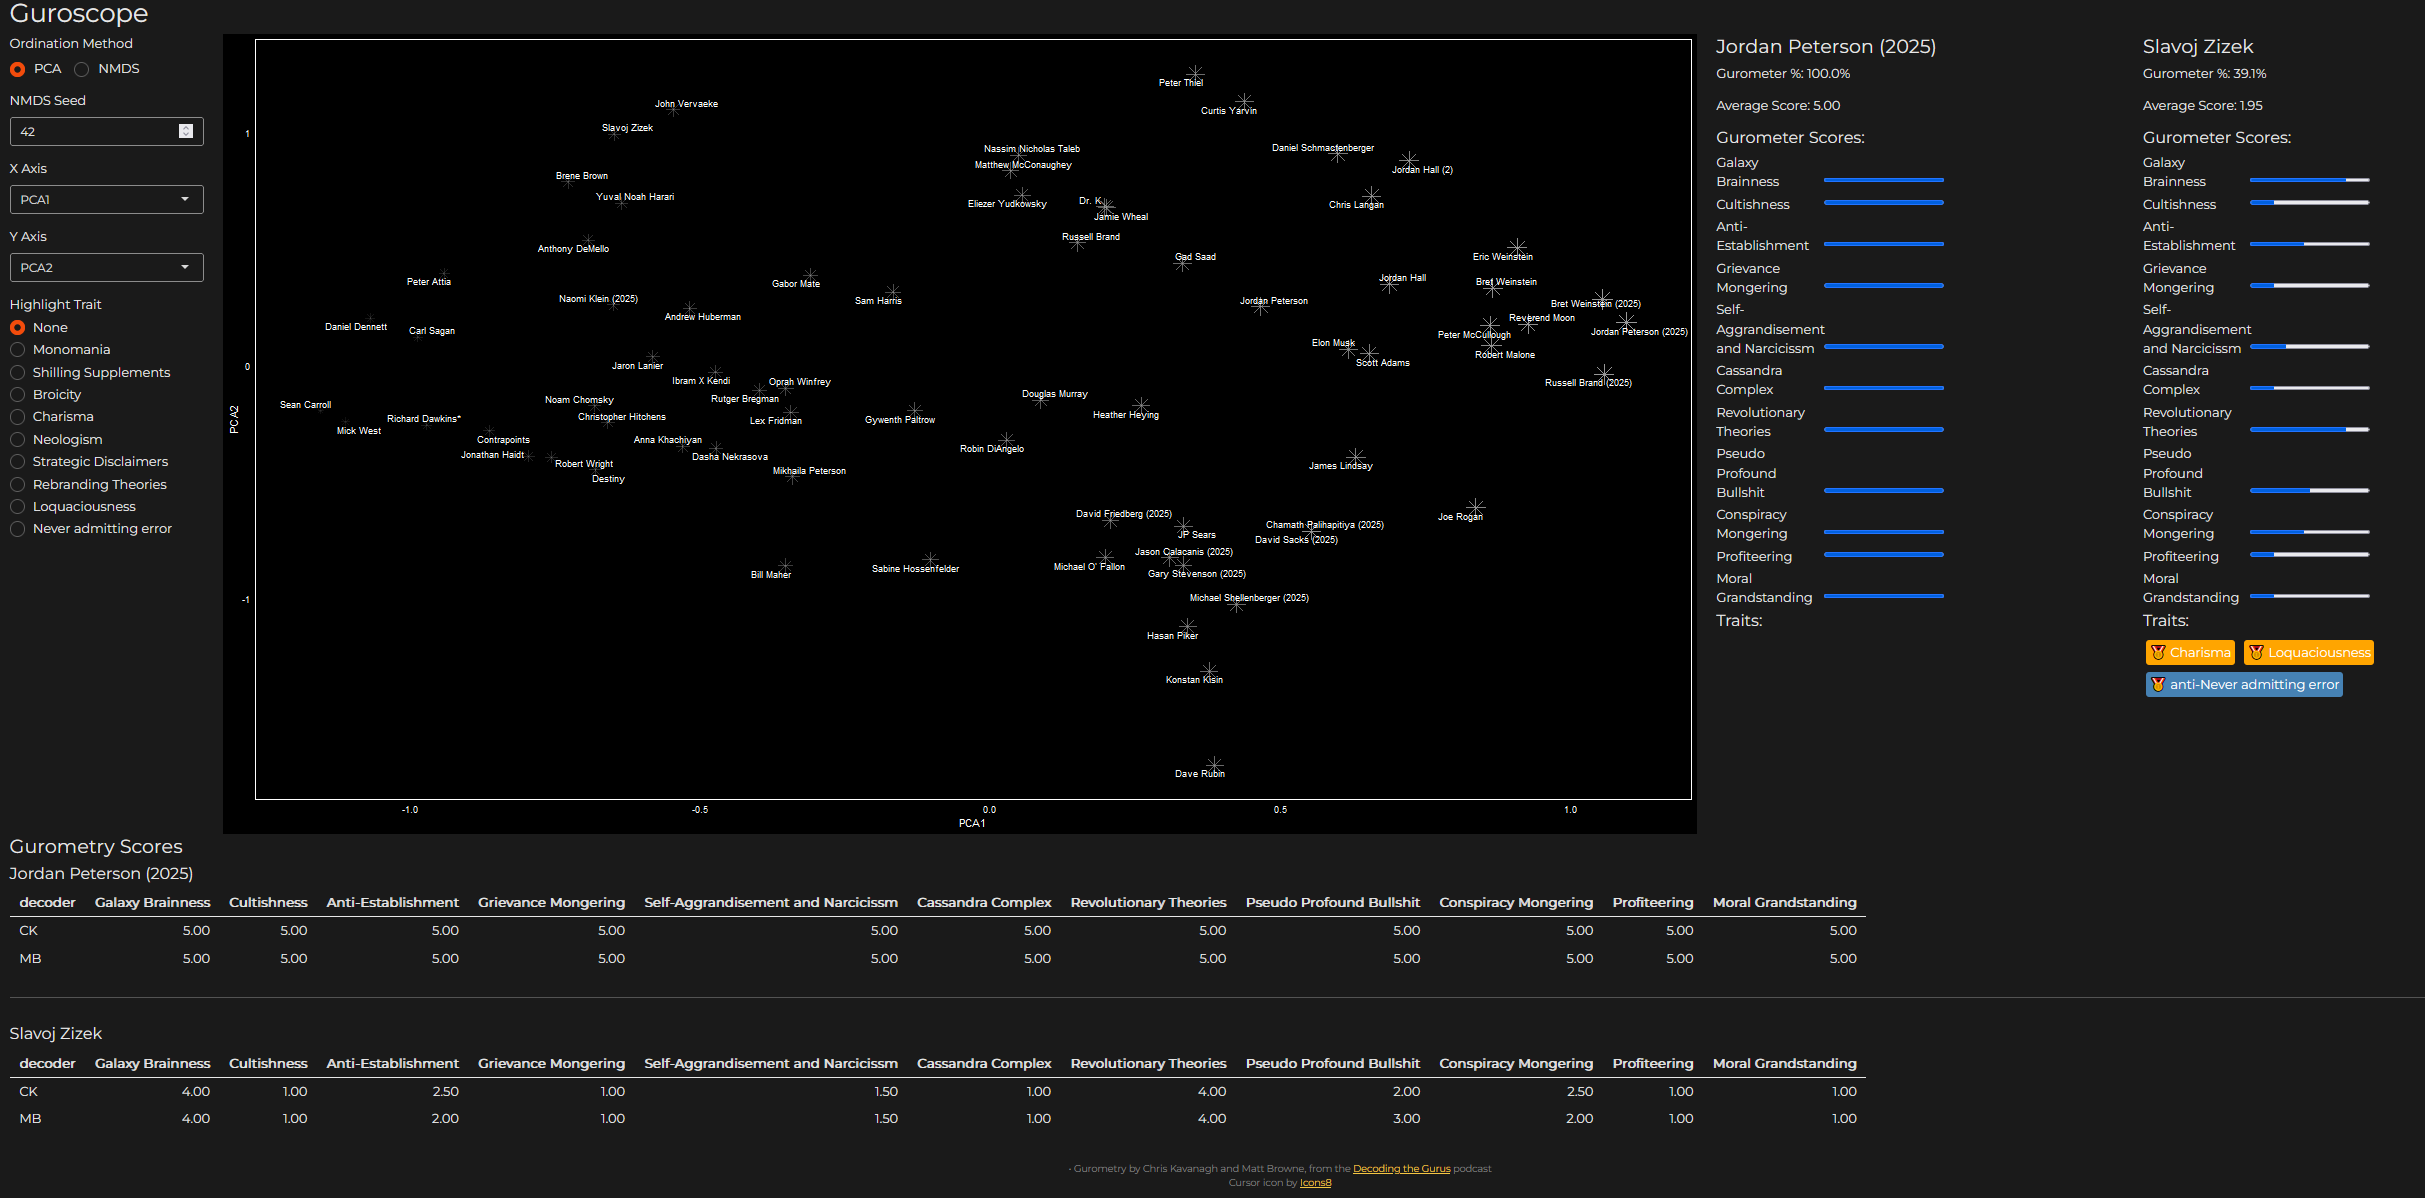 Guroscope
Ordination Method
PCA NMDS
NMDS Seed
42
X Axis
PCA1
Y Axis
PCA2
Highlight Trait
None
Monomania
Shilling Supplements
Broicity
Charisma
Neologism
Strategic Disclaimers
Rebranding Theories
Loquaciousness
Never admitting error
Peter Thiel
John Vervaeke
Curtis Yarvin
Slavoj Zizek
1
Nassim Nicholas Taleb
Daniel Schmactenberger
Matthew McConaughey
Jordan Hall (2)
Brene Brown
Yuval Noah Harari
Eliezer Yudkowsky
Dr. K
Chris Langan
Jamie Wheal
Russell Brand
Anthony DeMello
Gad Saad
Eric Weinstein
Peter Attia
Gabor Mate
Jordan Hall
Bret Weinstein
Naomi Klein (2025)
Sam Harris
Jordan Peterson
Bret Weinstein (2025)
Andrew Huberman
Reverend Moon
Daniel Dennett
Carl Sagan
Peter McCullough
Jordan Peterson (2025)
Elon Musk
Robert Malone
Scott Adams
0
Jaron Lanier
Ibram X Kendi
Oprah Winfrey
Russell Brand (2025)
Rutger Bregman
Douglas Murray
Noam Chomsky
Sean Carroll
Richard Dawkins*
Christopher Hitchens
Lex Fridman
Gywenth Paltrow
Heather Heying
Mick West
Contrapoints
Anna Khachiyan
Robin DiAngelo
Jonathan Haidt
Dasha Nekrasova
Robert Wright
Mikhaila Peterson
James Lindsay
Destiny
David Friedberg (2025)
Joe Rogan
JP Sears
Chamath Palihapitiya (2025)
David Sacks (2025)
Jason Calacanis (2025)
Bill Maher
Sabine Hossenfelder
Michael O' Fallon
Gary Stevenson (2025)
-1
Michael Shellenberger (2025)
Hasan Piker
Konstan Kisin
Dave Rubin
PCA2
-1.0 -0.5 0.0 0.5 1.0
PCA1
Jordan Peterson (2025)
Gurometer %: 100.0%
Average Score: 5.00
Gurometer Scores:
Galaxy
Brainness
Cultishness
Anti-
Establishment
Grievance
Mongering
Self-
Aggrandisement
and Narcicissm
Cassandra
Complex
Revolutionary
Theories
Pseudo
Profound
Bullshit
Conspiracy
Mongering
Profiteering
Moral
Grandstanding
Traits:
Slavoj Zizek
Gurometer %: 39.1%
Average Score: 1.95
Gurometer Scores:
Galaxy
Brainness
Cultishness
Anti-
Establishment
Grievance
Mongering
Self-
Aggrandisement
and Narcicissm
Cassandra
Complex
Revolutionary
Theories
Pseudo
Profound
Bullshit
Conspiracy
Mongering
Profiteering
Moral
Grandstanding
Traits:
Charisma Loquaciousness
anti-Never admitting error
Gurometry Scores
Jordan Peterson (2025)
decoder Galaxy Brainness Cultishness Anti-Establishment Grievance Mongering Self-Aggrandisement and Narcicissm Cassandra Complex Revolutionary Theories Pseudo Profound Bullshit Conspiracy Mongering Profiteering Moral Grandstanding
CK 5.00 5.00 5.00 5.00 5.00 5.00 5.00 5.00 5.00 5.00 5.00
MB 5.00 5.00 5.00 5.00 5.00 5.00 5.00 5.00 5.00 5.00 5.00
Slavoj Zizek
decoder Galaxy Brainness Cultishness Anti-Establishment Grievance Mongering Self-Aggrandisement and Narcicissm Cassandra Complex Revolutionary Theories Pseudo Profound Bullshit Conspiracy Mongering Profiteering Moral Grandstanding
CK 4.00 1.00 2.50 1.00 1.50 1.00 4.00 2.00 2.50 1.00 1.00
MB 4.00 1.00 2.00 1.00 1.50 1.00 4.00 3.00 2.00 1.00 1.00
• Gurometry by Chris Kavanagh and Matt Browne, from the Decoding the Gurus podcast
Cursor icon by Icons8